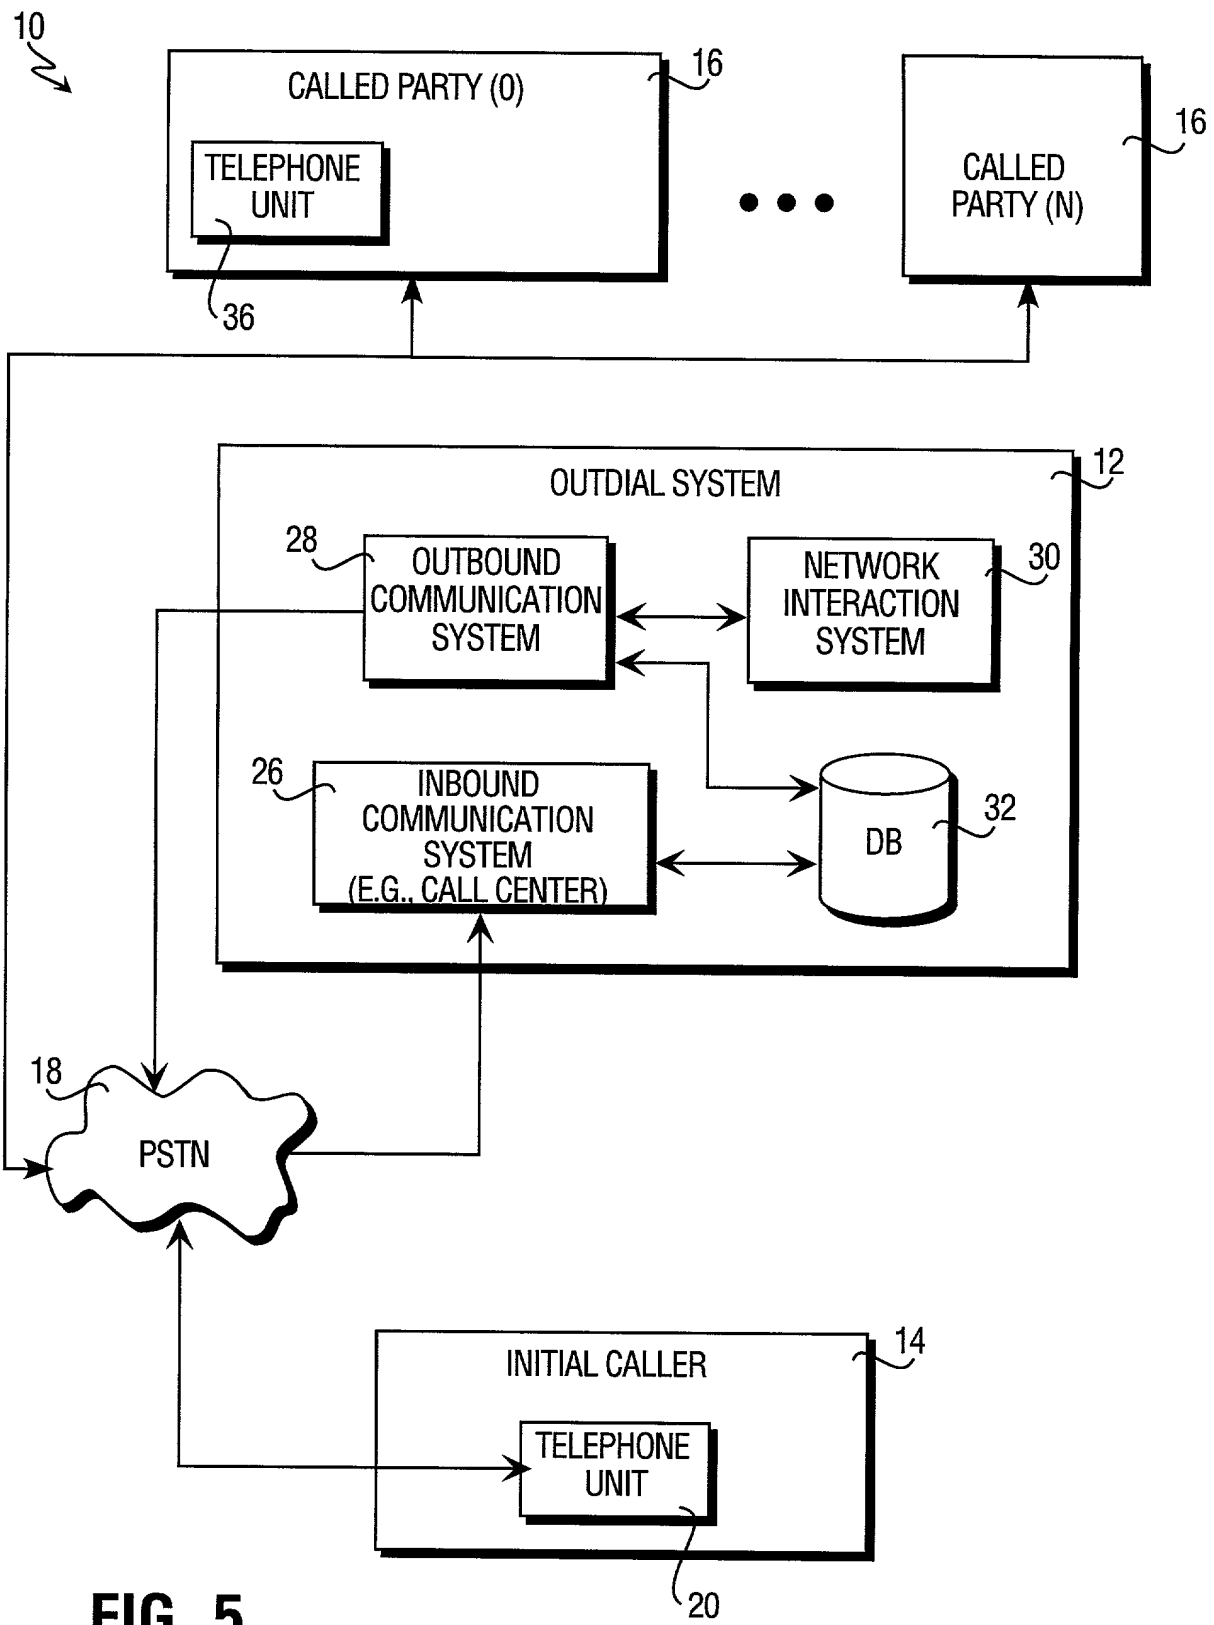 10
CALLED PARTY (0)
16
TELEPHONE
UNIT
36
CALLED
PARTY (N)
16
OUTDIAL SYSTEM
12
28
OUTBOUND
COMMUNICATION
SYSTEM
NETWORK
INTERACTION
SYSTEM
30
26
INBOUND
COMMUNICATION
SYSTEM
(E.G., CALL CENTER)
DB
32
18
PSTN
INITIAL CALLER
14
TELEPHONE
UNIT
20
FIG. 5